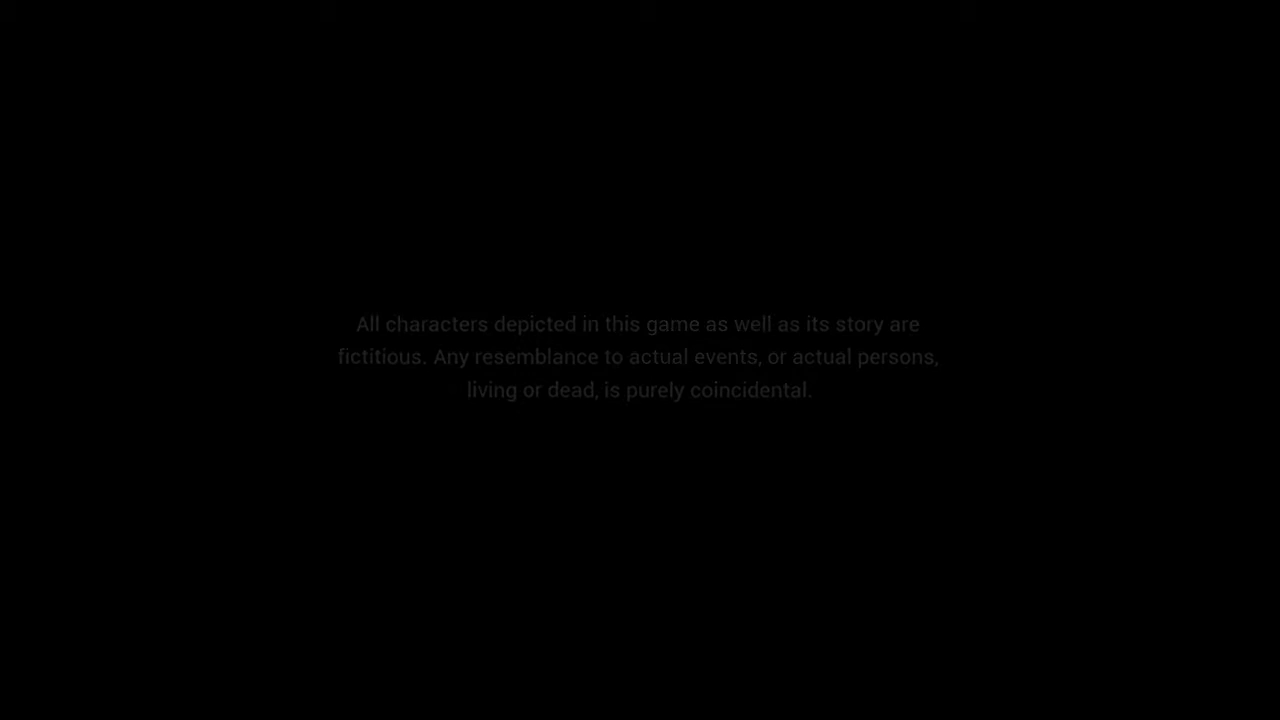 All characters depicted in this game as well as its story are
fictitious. Any resemblance to actual events, or actual persons,
living or dead, is purely coincidental.